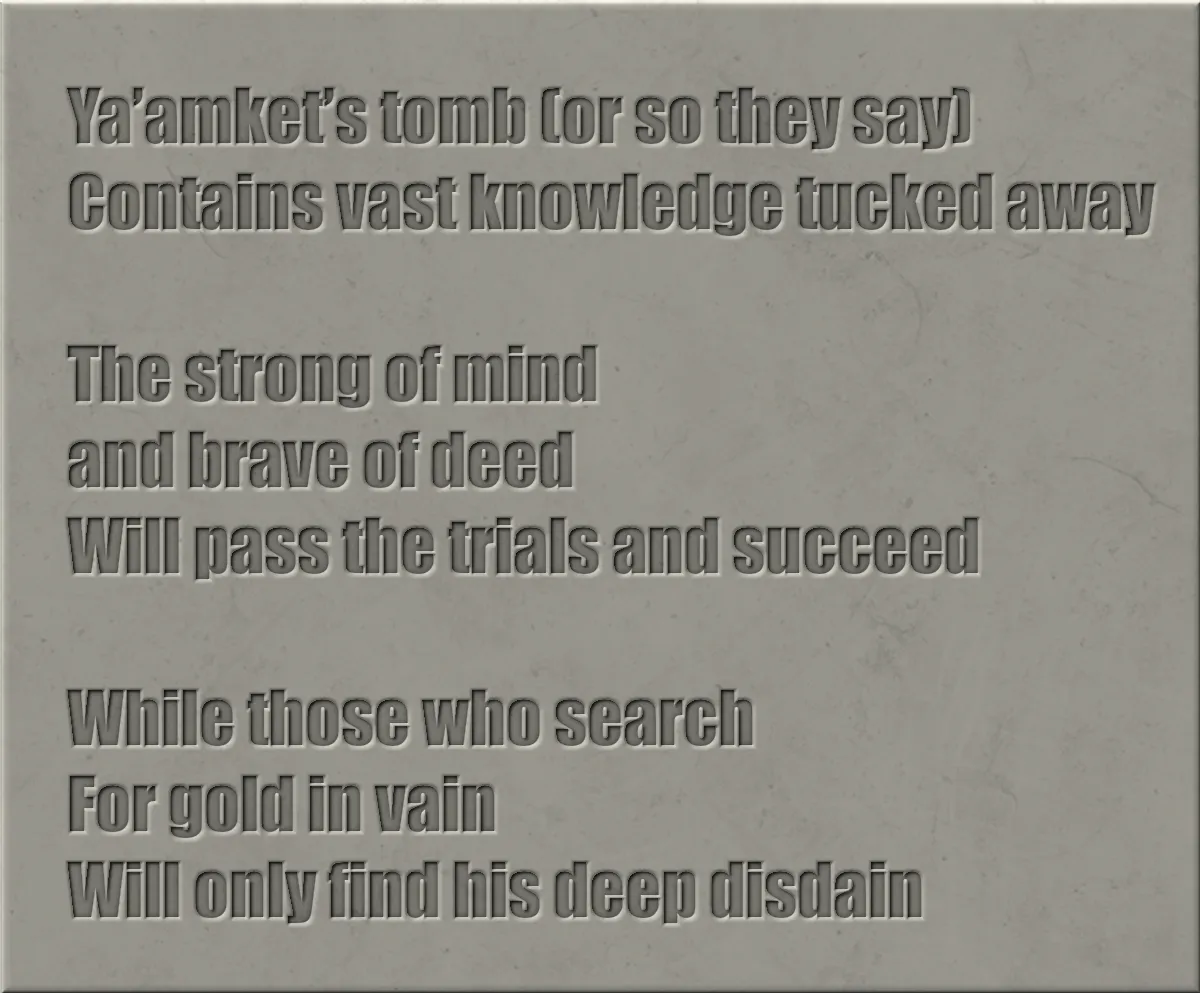 Ya’amket’s tomb (or so they say)
Contains vast knowledge tucked away
The strong of mind
and brave of deed
Will pass the trials and succeed
While those who search
For gold in vain
Will only find his deep disdain